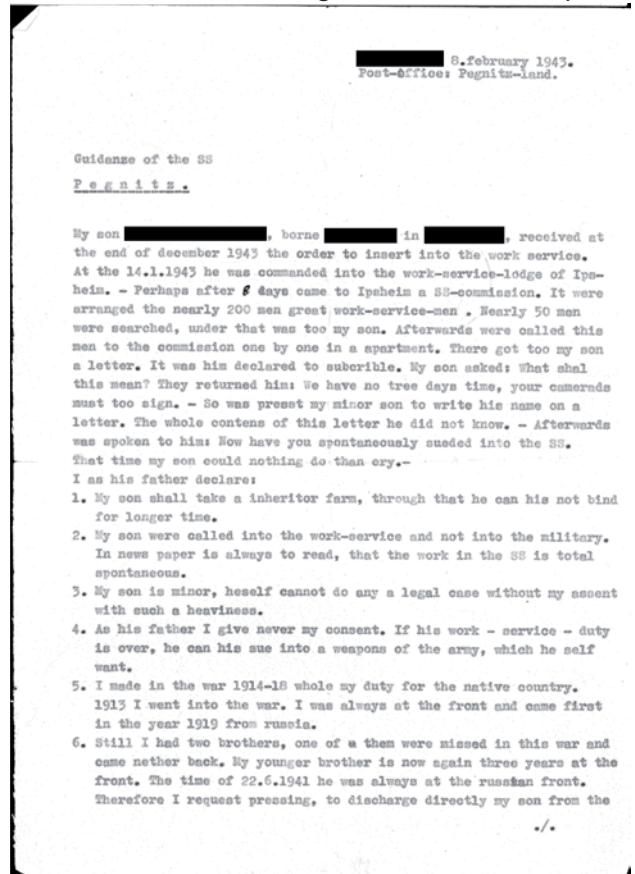 8.february 1943.
Post-Office: Pegnitz-land.
Guidanze of the SS
P e g n i t z .
My son , borne in , received at
the end of december 1943 the order to insert into the work service.
At the 14.1.1943 he was commanded into the work-service-lodge of Ips-
heim. - Perhaps after 8 days came to Ipsheim a SS-commission. It were
arranged the nearly 200 men great work-service-men . Nearly 50 men
were searched, under that was too my son. Afterwards were called this
men to the commission one by one in a apartment. There got too my son
a letter. It was him declared to subcrible. My son asked: What shal
this mean? They returned him: We have no tree days time, your camernds
must too sign. - So was presst my minor son to write his name on a
letter. The whole contens of this letter he did not know. - Afterwards
was spoken to him: Now have you spontaneously sueded into the SS.
That time my son could nothing do than cry.-
I as his father declare:
1. My son shall take a inheritor farm, through that he can his not bind
for longer time.
2. My son were called into the work-service and not into the military.
In news paper is always to read, that the work in the SS is total
spontaneous.
3. My son is minor, heself cannot do any a legal case without my assent
with such a heaviness.
4. As his father I give never my consent. If his work - service - duty
is over, he can his sue into a weapons of the army, which he self
want.
5. I made in the war 1914-18 whole my duty for the native country.
1913 I went into the war. I was always at the front and came first
in the year 1919 from russia.
6. Still I had two brothers, one of them were missed in this war and
came nether back. My younger brother is now again three years at the
front. The time of 22.6.1941 he was always at the russian front.
Therefore I request pressing, to discharge directly my son from the
./.